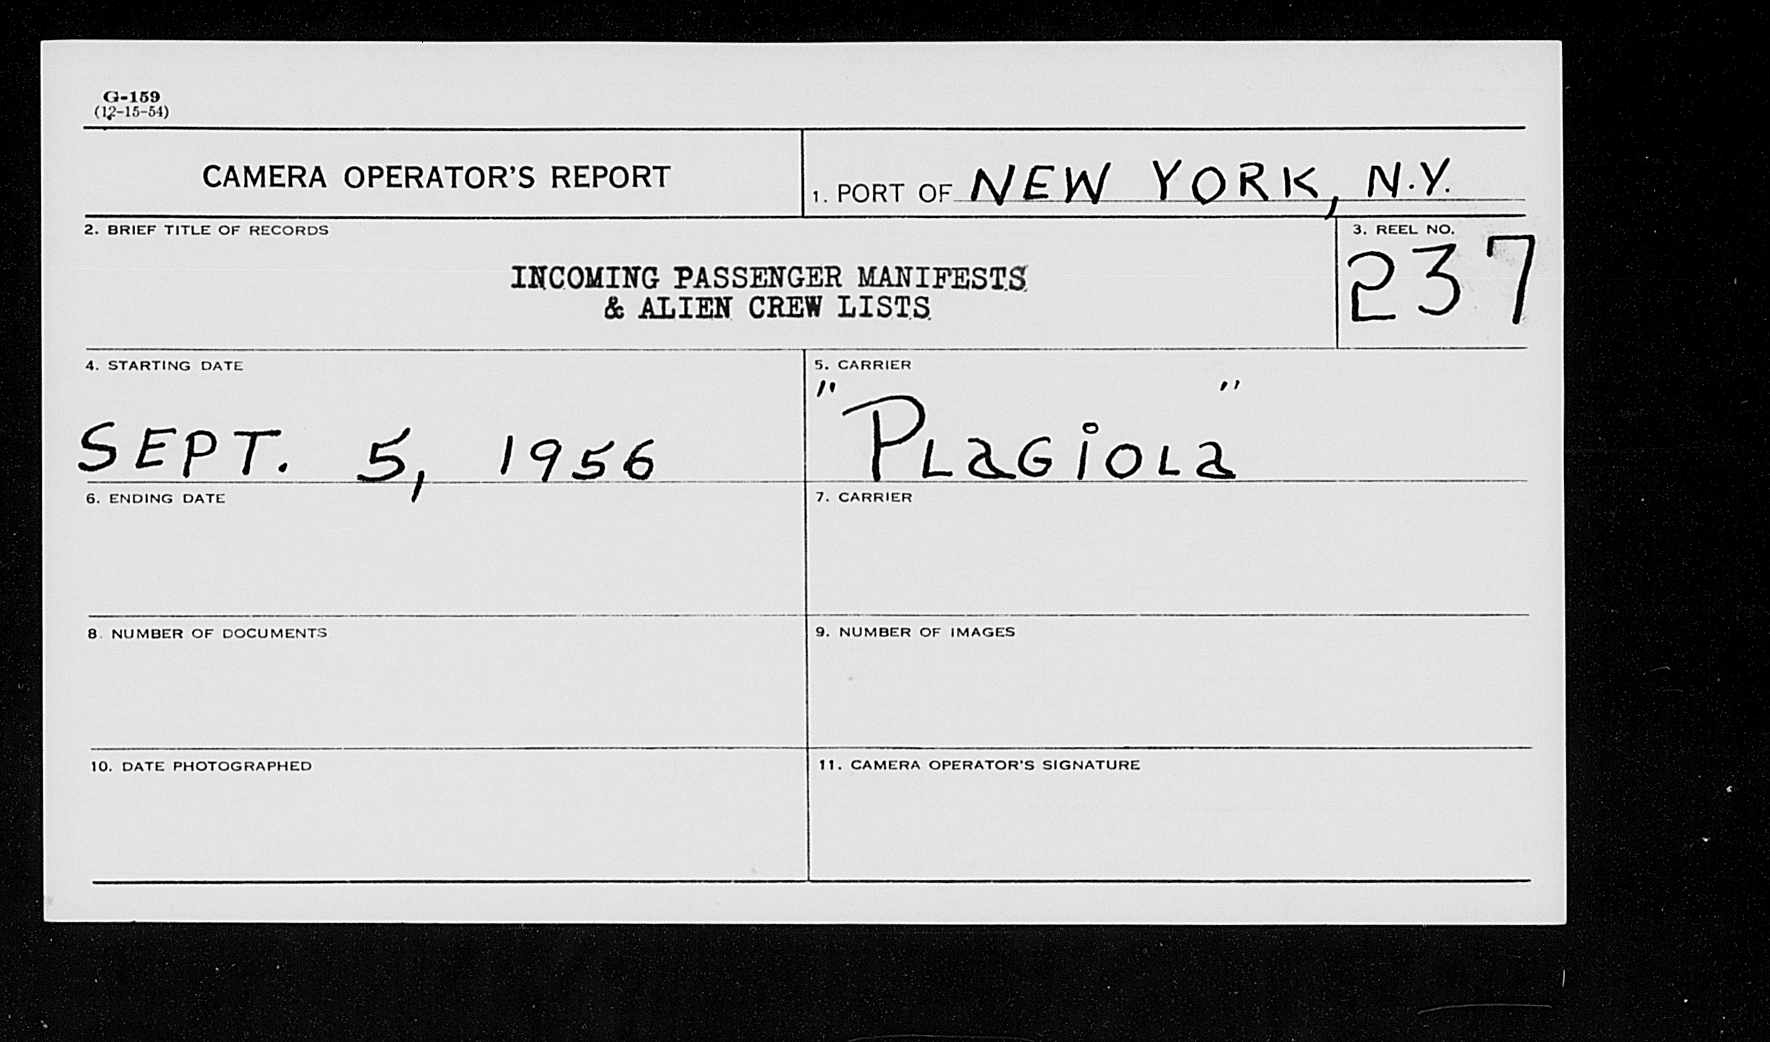 G-159
(12-15-54)
CAMERA OPERATOR'S REPORT
1. PORT OF NEW YORK, N.Y.
2. BRIEF TITLE OF RECORDS
INCOMING PASSENGER MANIFESTS
& ALIEN CREW LISTS
3. REEL NO.
237
4. STARTING DATE
SEPT. 5, 1956
5. CARRIER
"PLAGIOLA"
6. ENDING DATE
7. CARRIER
8. NUMBER OF DOCUMENTS
9. NUMBER OF IMAGES
10. DATE PHOTOGRAPHED
11. CAMERA OPERATOR'S SIGNATURE